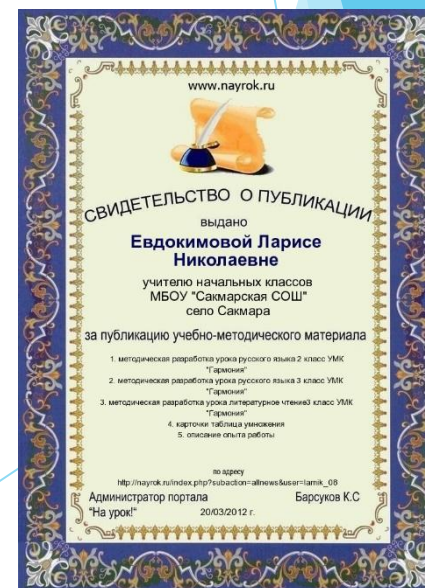 www.nayrok.ru
СВИДЕТЕЛЬСТВО О ПУБЛИКАЦИИ
выдано
Евдокимовой Ларисе
Николаевне
учителю начальных классов
МБОУ "Сакмарская СОШ"
село Сакмара
за публикацию учебно-методического материала
1. методическая разработка урока русского языка 2 класс УМК
"Гармония"
2. методическая разработка урока русского языка 3 класс УМК
"Гармония"
3. методическая разработка урока литературное чтение3 класс УМК
"Гармония"
4. карточки таблица умножения
5. описание опыта работы
по адресу
http://nayrok.ru/index.php?subaction=allnews&user=lamik_08
Администратор портала Барсуков К.С
"На урок!" 20/03/2012 г.